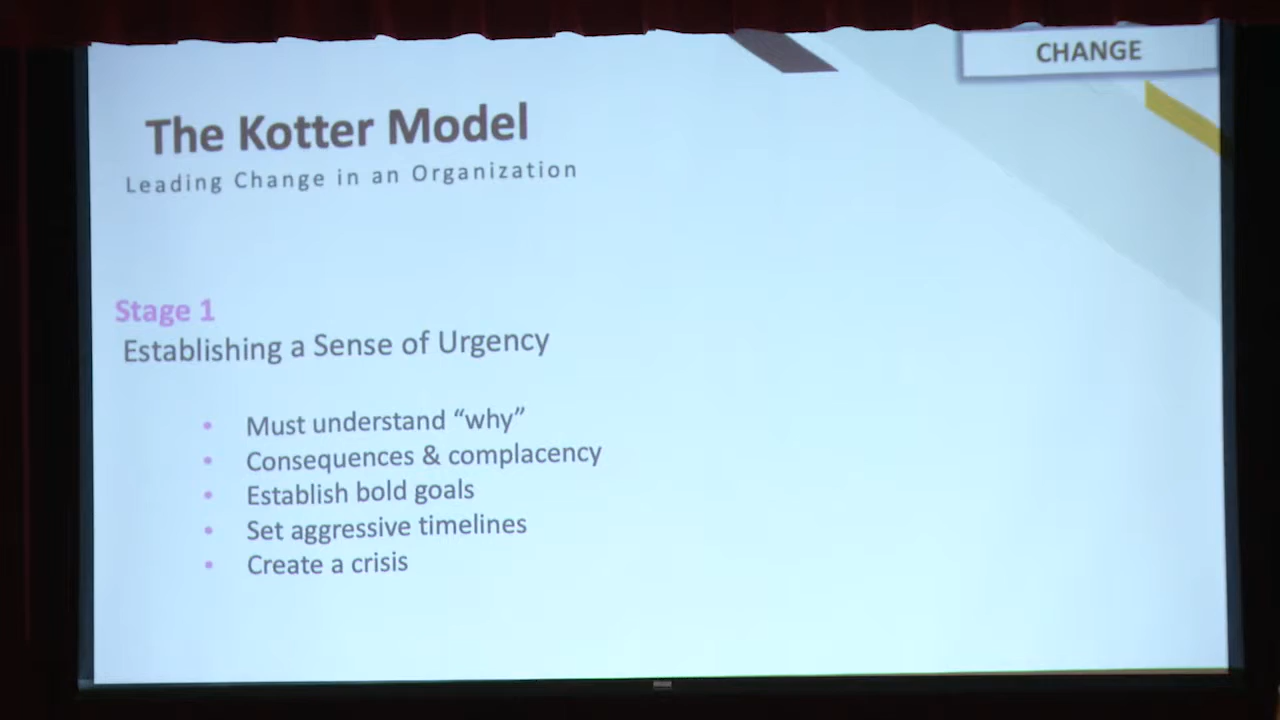 CHANGE
The Kotter Model
Leading Change in an Organization
Stage 1
Establishing a Sense of Urgency
• Must understand “why”
• Consequences & complacency
• Establish bold goals
• Set aggressive timelines
• Create a crisis